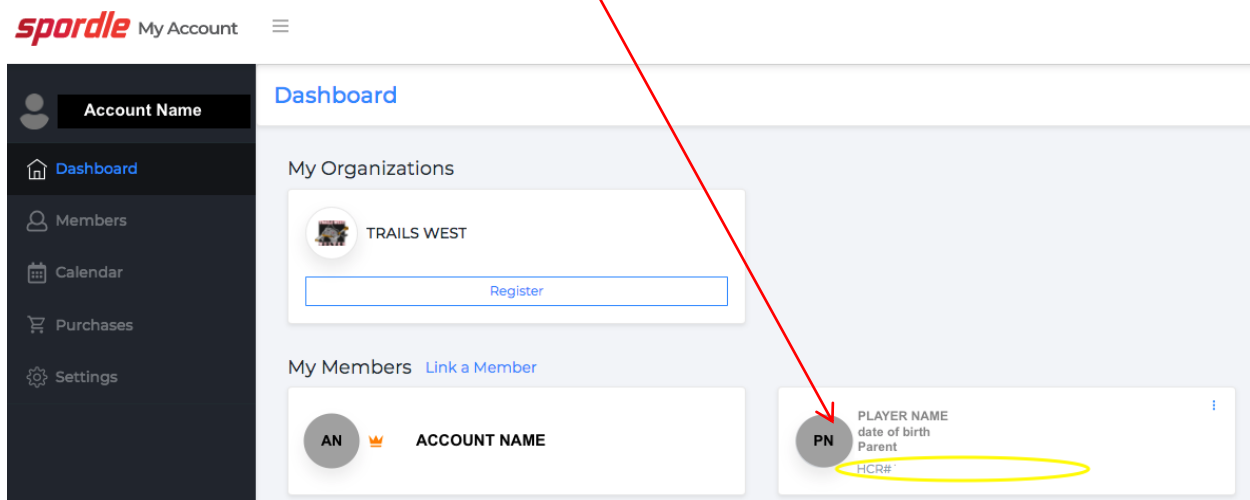 spordle My Account
Account Name
Dashboard
Members
Calendar
Purchases
Settings
Dashboard
My Organizations
TRAILS WEST
Register
My Members Link a Member
AN ACCOUNT NAME
PN
PLAYER NAME
date of birth
Parent
HCR#